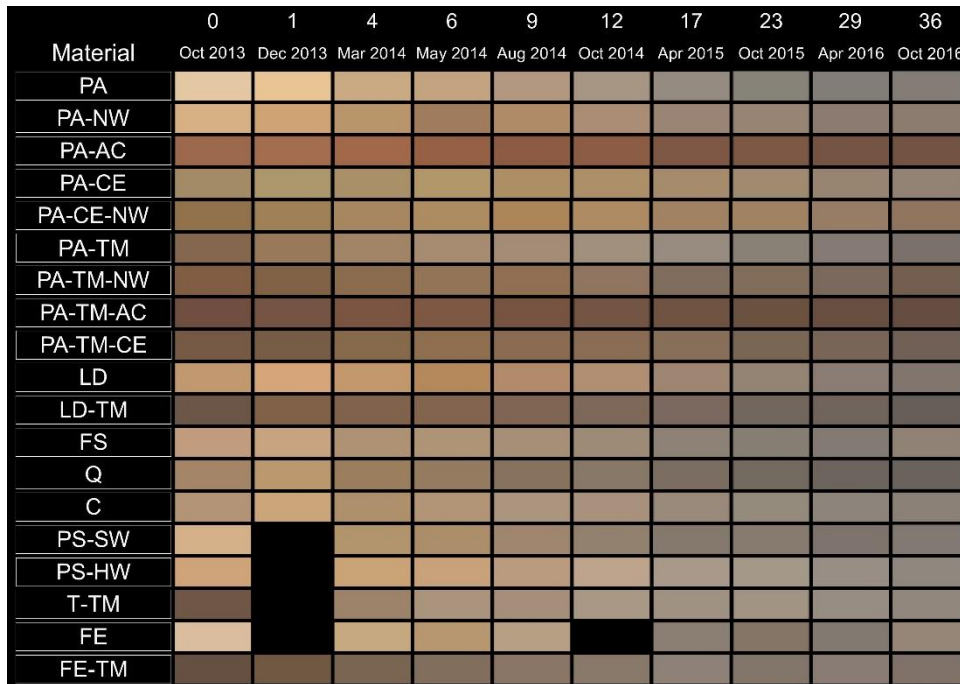 0 1 4 6 9 12 17 23 29 36
Material Oct 2013 Dec 2013 Mar 2014 May 2014 Aug 2014 Oct 2014 Apr 2015 Oct 2015 Apr 2016 Oct 2016
PA
PA-NW
PA-AC
PA-CE
PA-CE-NW
PA-TM
PA-TM-NW
PA-TM-AC
PA-TM-CE
LD
LD-TM
FS
Q
C
PS-SW
PS-HW
T-TM
FE
FE-TM